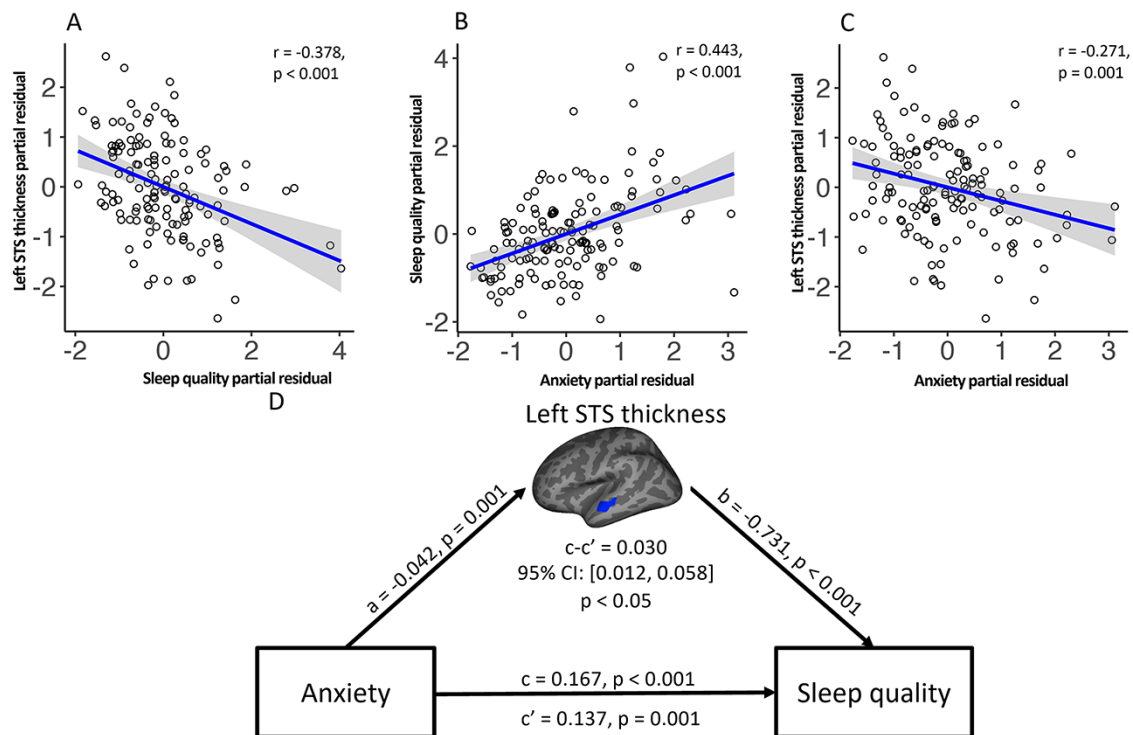 A
r = -0.378,
p < 0.001
Left STS thickness partial residual
2
1
0
-1
-2
-2
0
2
4
Sleep quality partial residual
B
r = 0.443,
p < 0.001
Sleep quality partial residual
4
2
0
-2
-2
-1
0
1
2
3
Anxiety partial residual
C
r = -0.271,
p = 0.001
Left STS thickness partial residual
2
1
0
-1
-2
-2
-1
0
1
2
3
Anxiety partial residual
D
Left STS thickness
a = -0.042, p = 0.001
b = -0.731, p < 0.001
c-c’ = 0.030
95% CI: [0.012, 0.058]
p < 0.05
Anxiety
c = 0.167, p < 0.001
c’ = 0.137, p = 0.001
Sleep quality